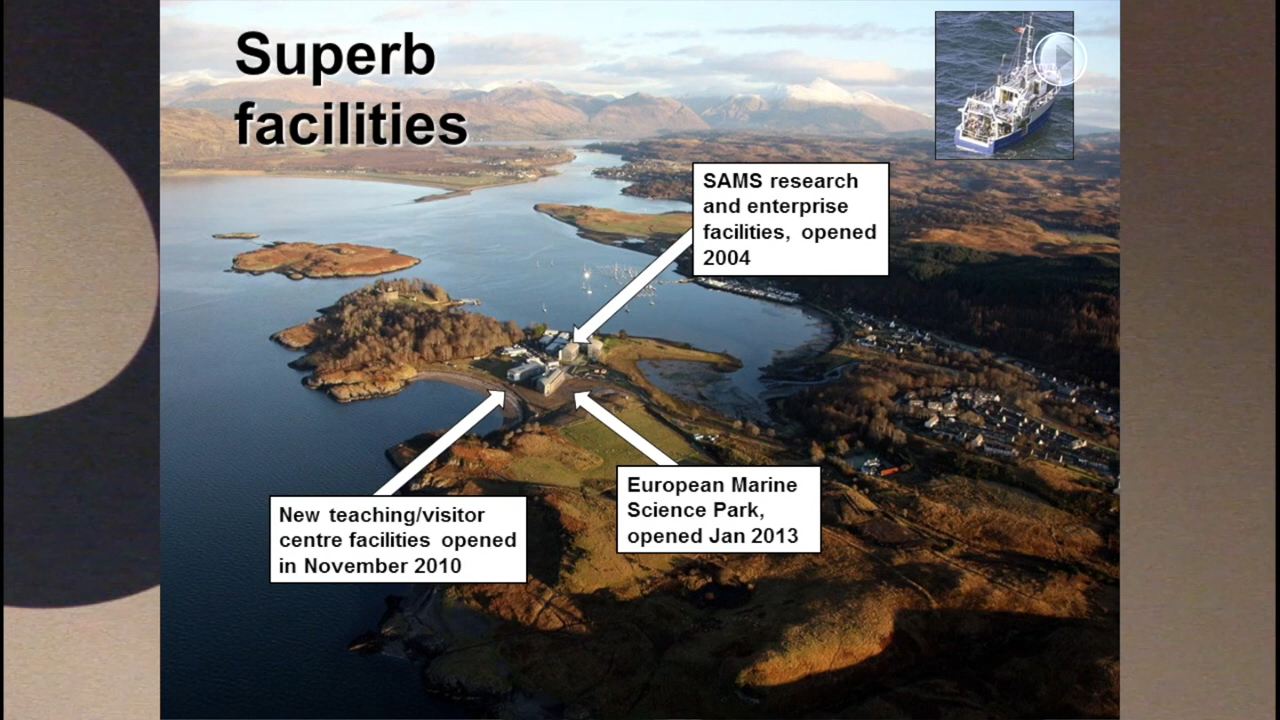 Superb
facilities
SAMS research
and enterprise
facilities, opened
2004
European Marine
Science Park,
opened Jan 2013
New teaching/visitor
centre facilities opened
in November 2010